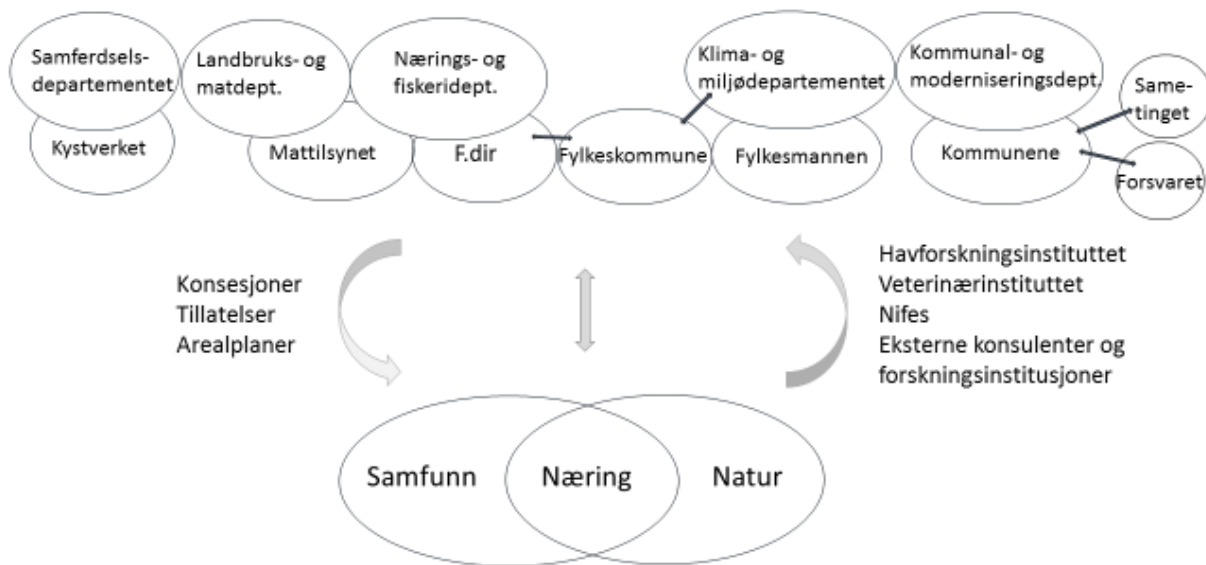 Samferdsels-
departementet
Landbruks- og
matdept.
Nærings- og
fiskeridept.
Klima- og
miljødepartementet
Kommunal- og
moderniseringsdept.
Same-
tinget
Kystverket
Mattilsynet
F.dir
Fylkeskommune
Fylkesmannen
Kommunene
Forsvaret
Konsesjoner
Tillatelser
Arealplaner
Havforskningsinstituttet
Veterinærinstituttet
Nifes
Eksterne konsulenter og
forskningsinstitusjoner
Samfunn
Næring
Natur